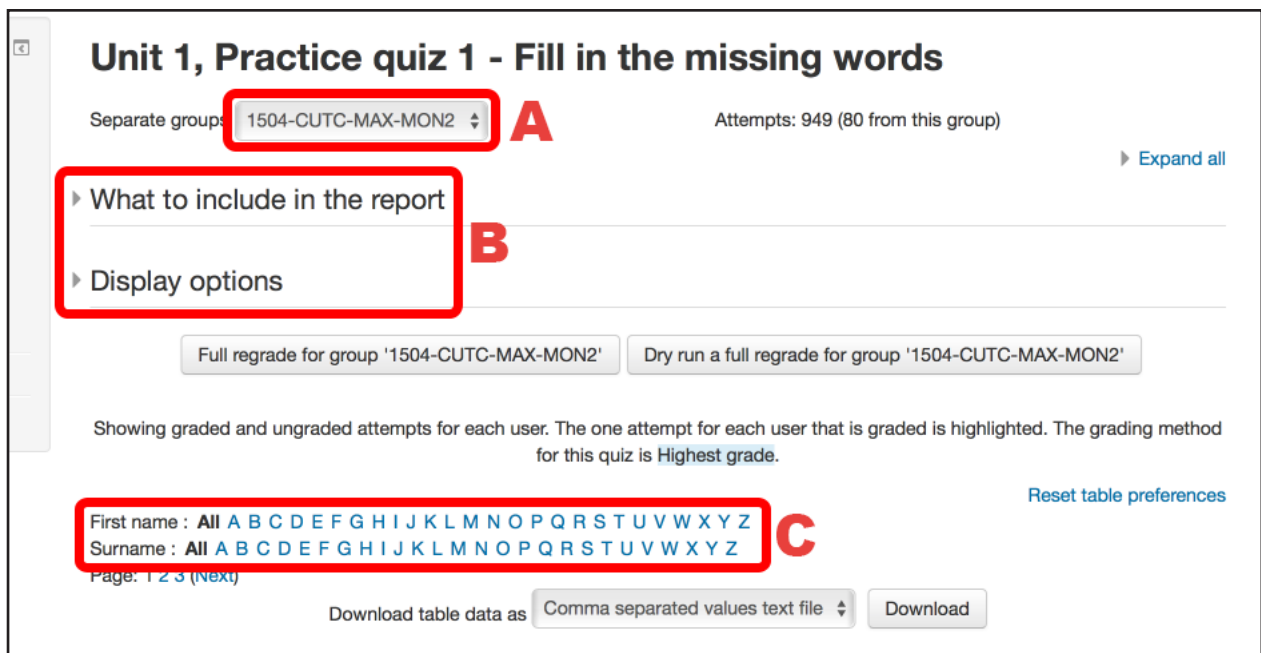 Unit 1, Practice quiz 1 - Fill in the missing words
Separate groups 1504-CUTC-MAX-MON2 A Attempts: 949 (80 from this group)
Expand all
What to include in the report
B
Display options
Full regrade for group '1504-CUTC-MAX-MON2' Dry run a full regrade for group '1504-CUTC-MAX-MON2'
Showing graded and ungraded attempts for each user. The one attempt for each user that is graded is highlighted. The grading method
for this quiz is Highest grade.
Reset table preferences
First name : All A B C D E F G H I J K L M N O P Q R S T U V W X Y Z
C
Surname : All A B C D E F G H I J K L M N O P Q R S T U V W X Y Z
Page: 1 2 3 (Next)
Download table data as Comma separated values text file Download